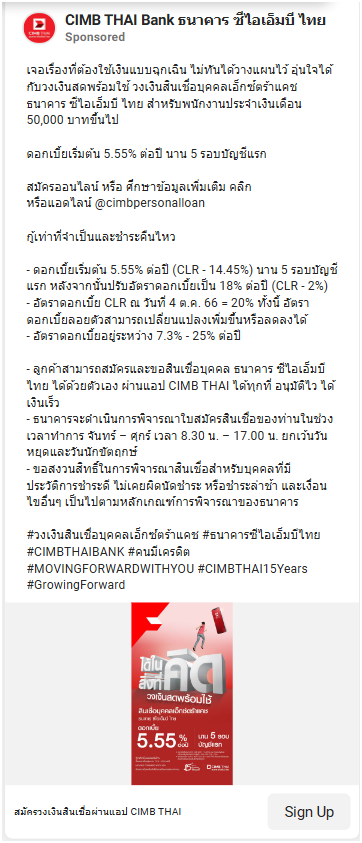 CIMB THAI Bank ธนาคาร ซีไอเอ็มบี ไทย
Sponsored
เจอเรื่องที่ต้องใช้เงินแบบฉุกเฉิน ไม่ทันได้วางแผนไว้ อุ่นใจได้
กับวงเงินสดพร้อมใช้ วงเงินสินเชื่อบุคคลเอ็กซ์ตร้าแคช
ธนาคาร ซีไอเอ็มบี ไทย สำหรับพนักงานประจำเงินเดือน
50,000 บาทขึ้นไป
ดอกเบี้ยเริ่มต้น 5.55% ต่อปี นาน 5 รอบบัญชีแรก
สมัครออนไลน์ หรือ ศึกษาข้อมูลเพิ่มเติม คลิก
หรือแอดไลน์ @cimbpersonalloan
กู้เท่าที่จำเป็นและชำระคืนไหว
- ดอกเบี้ยเริ่มต้น 5.55% ต่อปี (CLR - 14.45%) นาน 5 รอบบัญชี
แรก หลังจากนั้นปรับอัตราดอกเบี้ยเป็น 18% ต่อปี (CLR - 2%)
- อัตราดอกเบี้ย CLR ณ วันที่ 4 ต.ค. 66 = 20% ทั้งนี้ อัตรา
ดอกเบี้ยลอยตัวสามารถเปลี่ยนแปลงเพิ่มขึ้นหรือลดลงได้
- อัตราดอกเบี้ยอยู่ระหว่าง 7.3% - 25% ต่อปี
- ลูกค้าสามารถสมัครและขอสินเชื่อบุคคล ธนาคาร ซีไอเอ็มบี
ไทย ได้ด้วยตัวเอง ผ่านแอป CIMB THAI ได้ทุกที่ อนุมัติไว ได้
เงินเร็ว
- ธนาคารจะดำเนินการพิจารณาใบสมัครสินเชื่อของท่านในช่วง
เวลาทำการ จันทร์ – ศุกร์ เวลา 8.30 น. – 17.00 น. ยกเว้นวัน
หยุดและวันนักขัตฤกษ์
- ขอสงวนสิทธิ์ในการพิจารณาสินเชื่อสำหรับบุคคลที่มี
ประวัติการชำระดี ไม่เคยผิดนัดชำระ หรือชำระล่าช้า และเงื่อน
ไขอื่นๆ เป็นไปตามหลักเกณฑ์การพิจารณาของธนาคาร
#วงเงินสินเชื่อบุคคลเอ็กซ์ตร้าแคช #ธนาคารซีไอเอ็มบีไทย
#CIMBTHAIBANK #คนมีเครดิต
#MOVINGFORWARDWITHYOU #CIMBTHAI15Years
#GrowingForward
ได้ใน
สิ่งที่
คิด
วงเงินสดพร้อมใช้
สินเชื่อบุคคลเอ็กซ์ตร้าแคช
ธนาคาร ซีไอเอ็มบี ไทย
ดอกเบี้ย
5.55 % ต่อปี นาน 5 รอบ
บัญชีแรก
สมัครวงเงินสินเชื่อผ่านแอป CIMB THAI
Sign Up